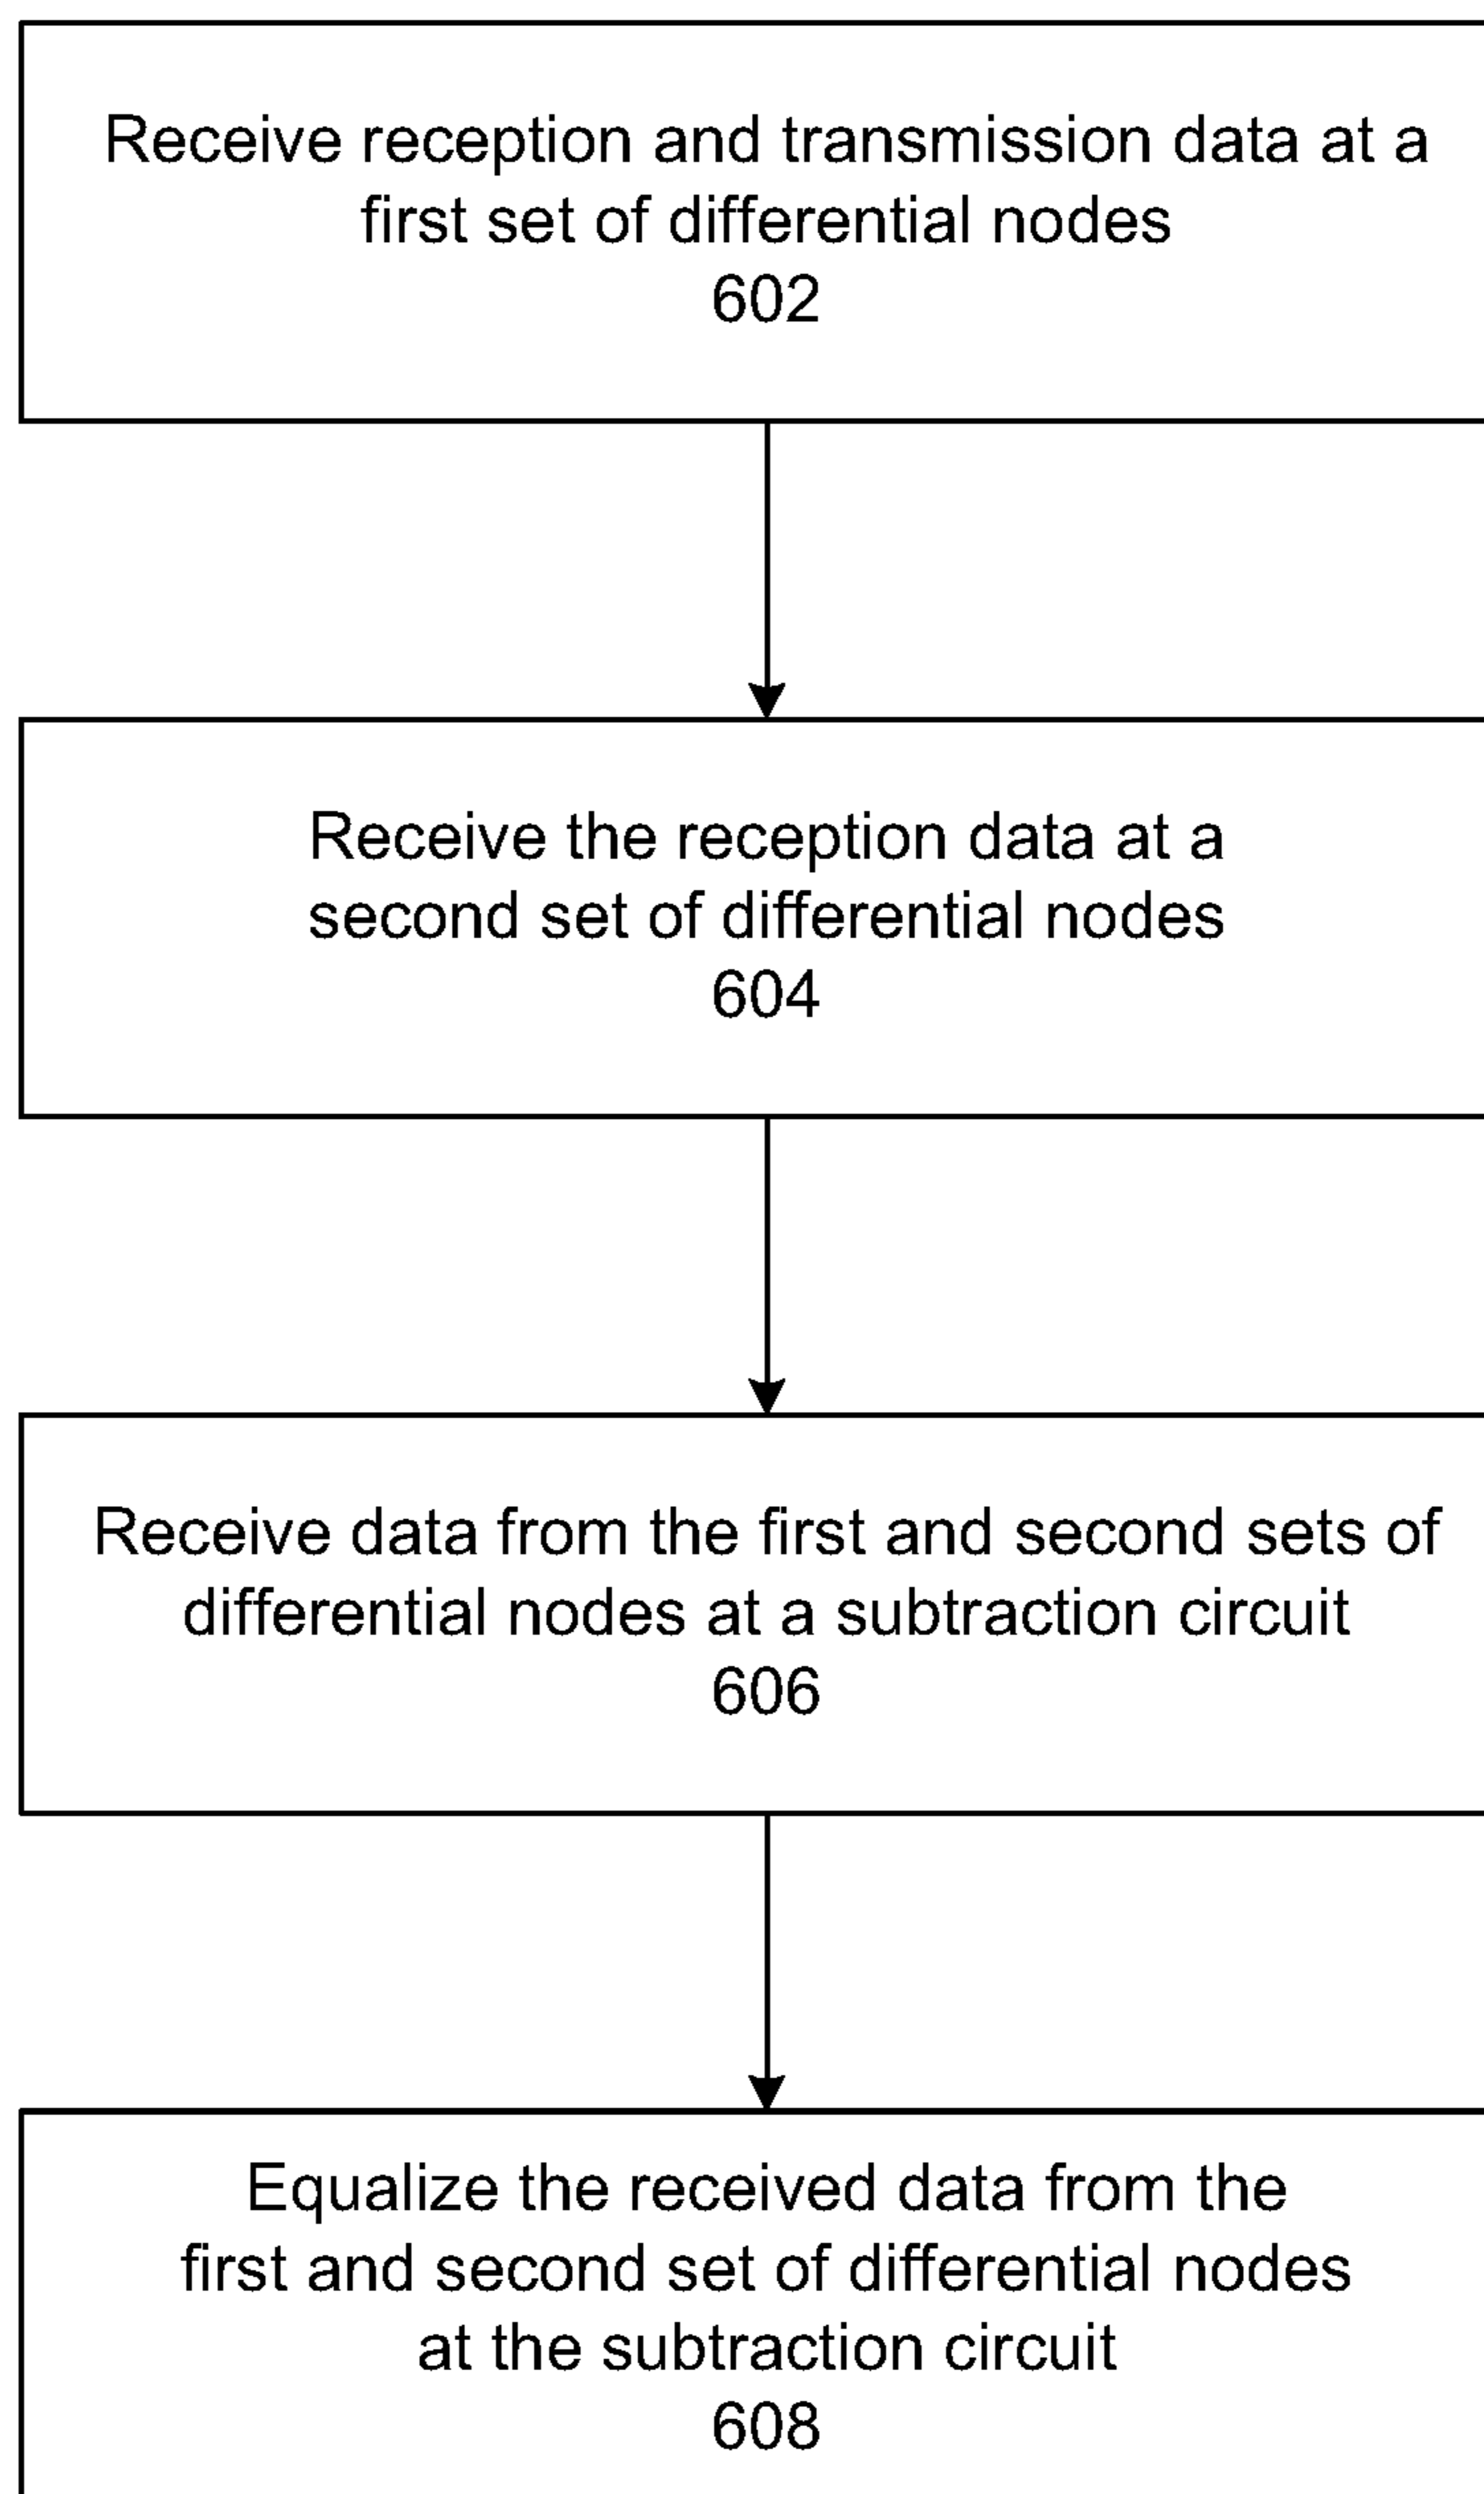 Receive reception and transmission data at a
first set of differential nodes
602
Receive the reception data at a
second set of differential nodes
604
Receive data from the first and second sets of
differential nodes at a subtraction circuit
606
Equalize the received data from the
first and second set of differential nodes
at the subtraction circuit
608